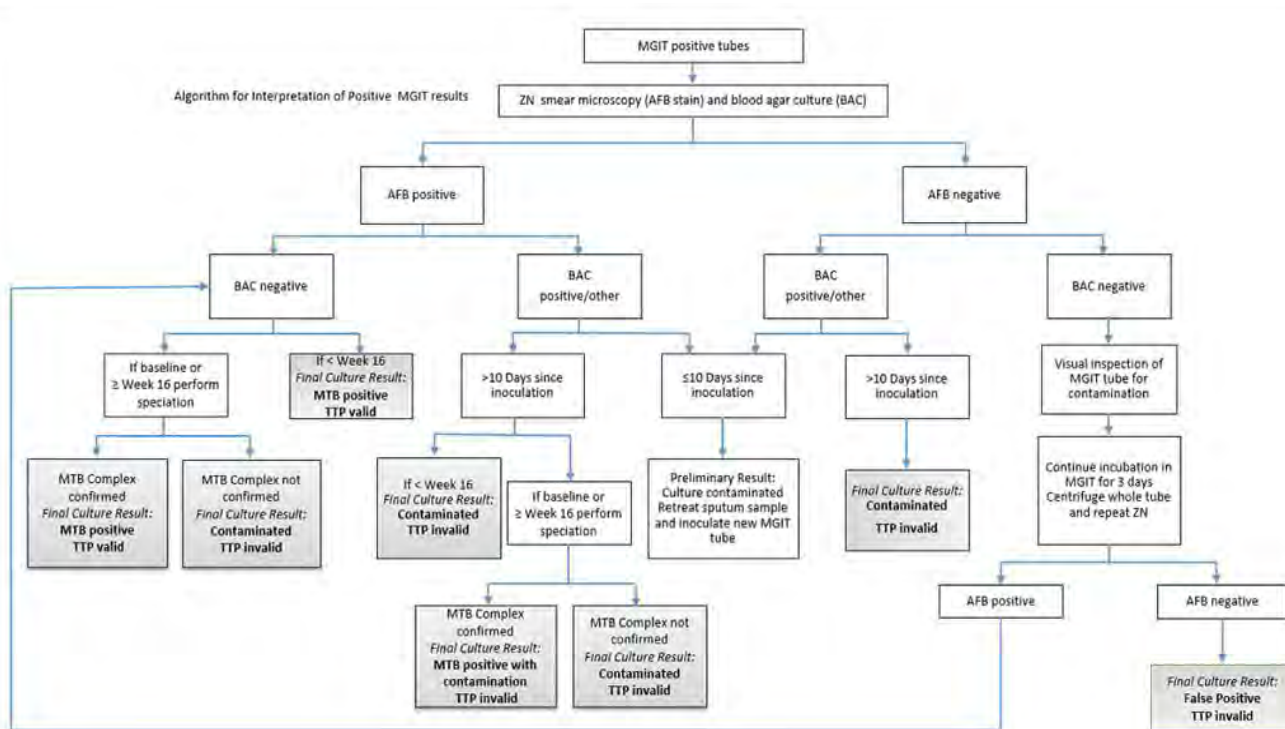 MGIT positive tubes
Algorithm for Interpretation of Positive MGIT results
ZN smear microscopy (AFB stain) and blood agar culture (BAC)
AFB positive
AFB negative
BAC negative
BAC
positive/other
BAC
positive/other
BAC negative
If baseline or
≥ Week 16 perform
speciation
If < Week 16
Final Culture Result:
MTB positive
TTP valid
>10 Days since
inoculation
≤10 Days since
inoculation
>10 Days since
inoculation
Visual inspection of
MGIT tube for
contamination
MTB Complex
confirmed
Final Culture Result:
MTB positive
TTP valid
MTB Complex not
confirmed
Final Culture Result:
Contaminated
TTP invalid
If < Week 16
Final Culture Result:
Contaminated
TTP invalid
If baseline or
≥ Week 16 perform
speciation
Preliminary Result:
Culture contaminated
Retreat sputum sample
and inoculate new MGIT
tube
Final Culture Result:
Contaminated
TTP invalid
Continue incubation in
MGIT for 3 days
Centrifuge whole tube
and repeat ZN
MTB Complex
confirmed
Final Culture Result:
MTB positive with
contamination
TTP invalid
MTB Complex not
confirmed
Final Culture Result:
Contaminated
TTP invalid
AFB positive
AFB negative
Final Culture Result:
False Positive
TTP invalid